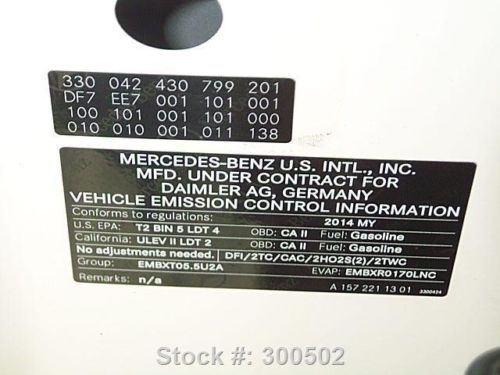 330 042 430 799 201
DF7 EE7 001 101 001
100 101 001 101 000
010 010 001 011 138
MERCEDES-BENZ U.S. INTL., INC.
MFD. UNDER CONTRACT FOR
DAIMLER AG, GERMANY
VEHICLE EMISSION CONTROL INFORMATION
Conforms to regulations: 2014 MY
U.S. EPA: T2 BIN 5 LDT 4 OBD: CA II Fuel: Gasoline
California: ULEV II LDT 2 OBD: CA II Fuel: Gasoline
No adjustments needed. DFI/2TC/CAC/2HO2S(2)/2TWC
Group: EMBXT05.5U2A EVAP: EMBXR0170LNC
Remarks: n/a A 157 221 13 01 3300424
Stock #: 300502